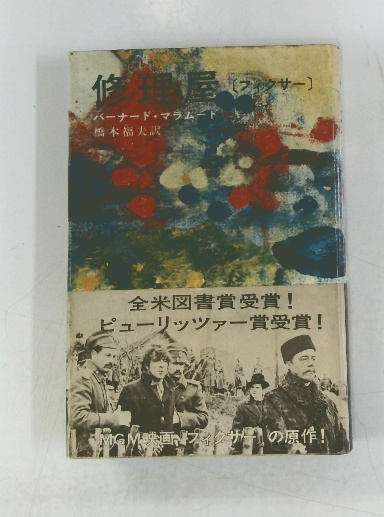 修理屋〔フィクサー〕
バーナード・マラムード
橋本福夫訳
全米図書賞受賞！
ピューリッツァー賞受賞！
MGM映画「フィクサー」の原作！